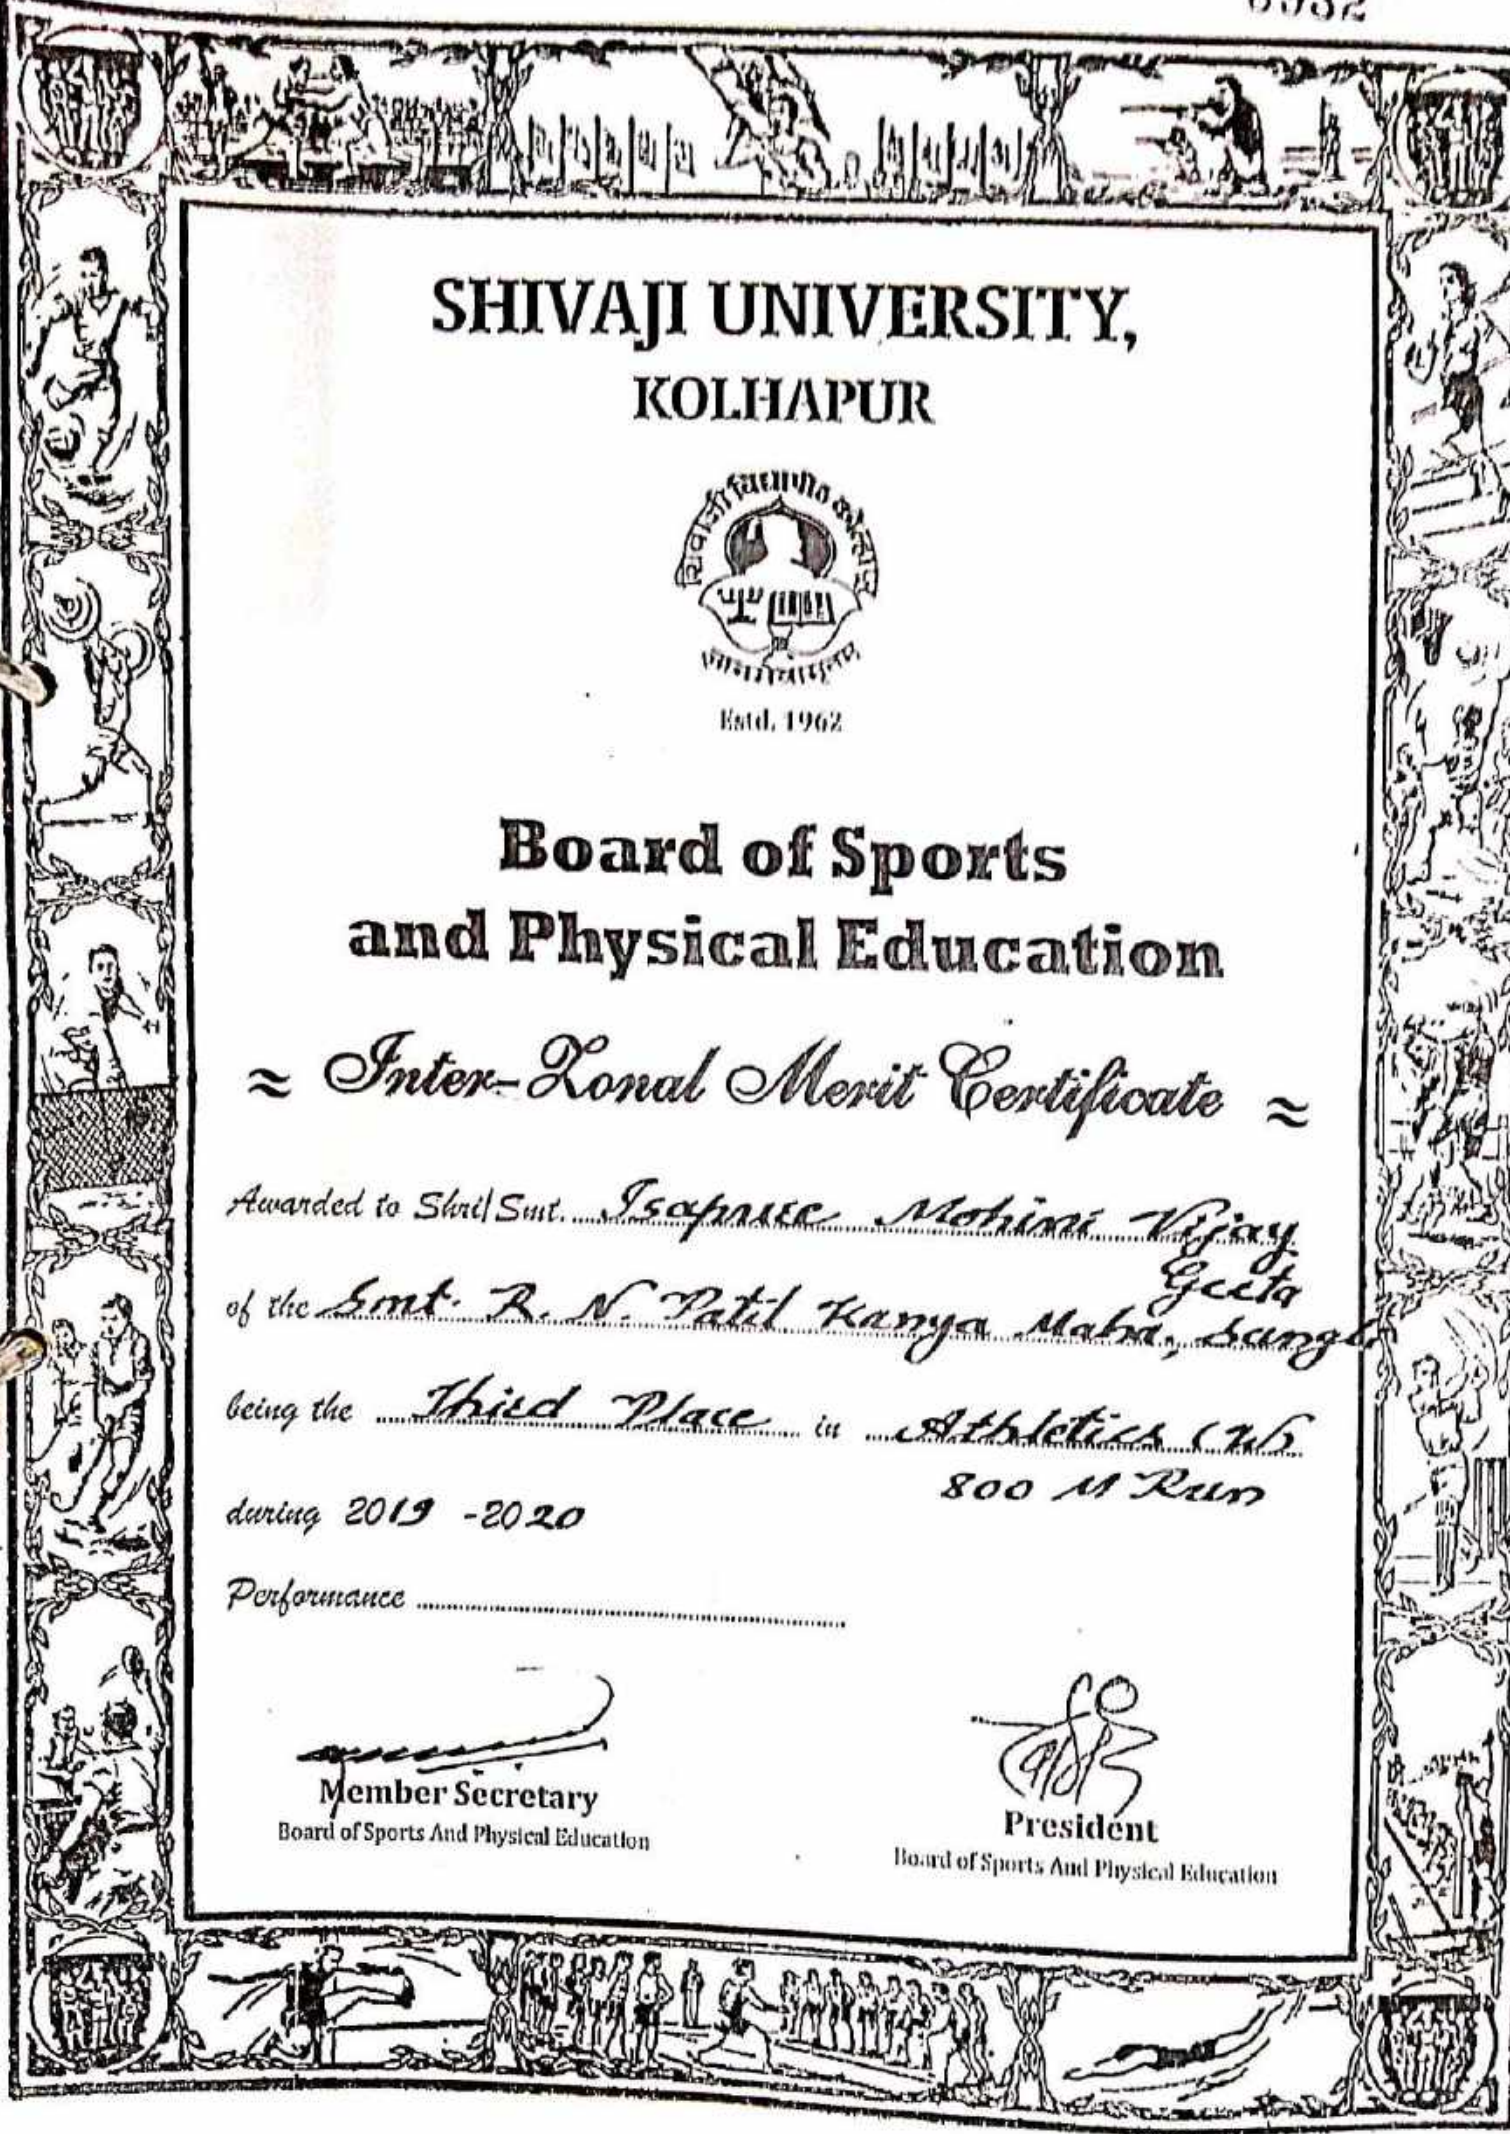 SHIVAJI UNIVERSITY,
KOLHAPUR
शिवाजी विद्यापीठ कोल्हापूर
Estd. 1962
Board of Sports
and Physical Education
≈ Inter-Zonal Merit Certificate ≈
Awarded to Shri/Smt. Mohini Vijay
Geeta
of the Smt. R. N. Patil Kanya Maha, Sangli
being the Third Place in Athletics (W)
800 M Run
during 2019 -2020
Performance
Member Secretary
Board of Sports And Physical Education
President
Board of Sports And Physical Education